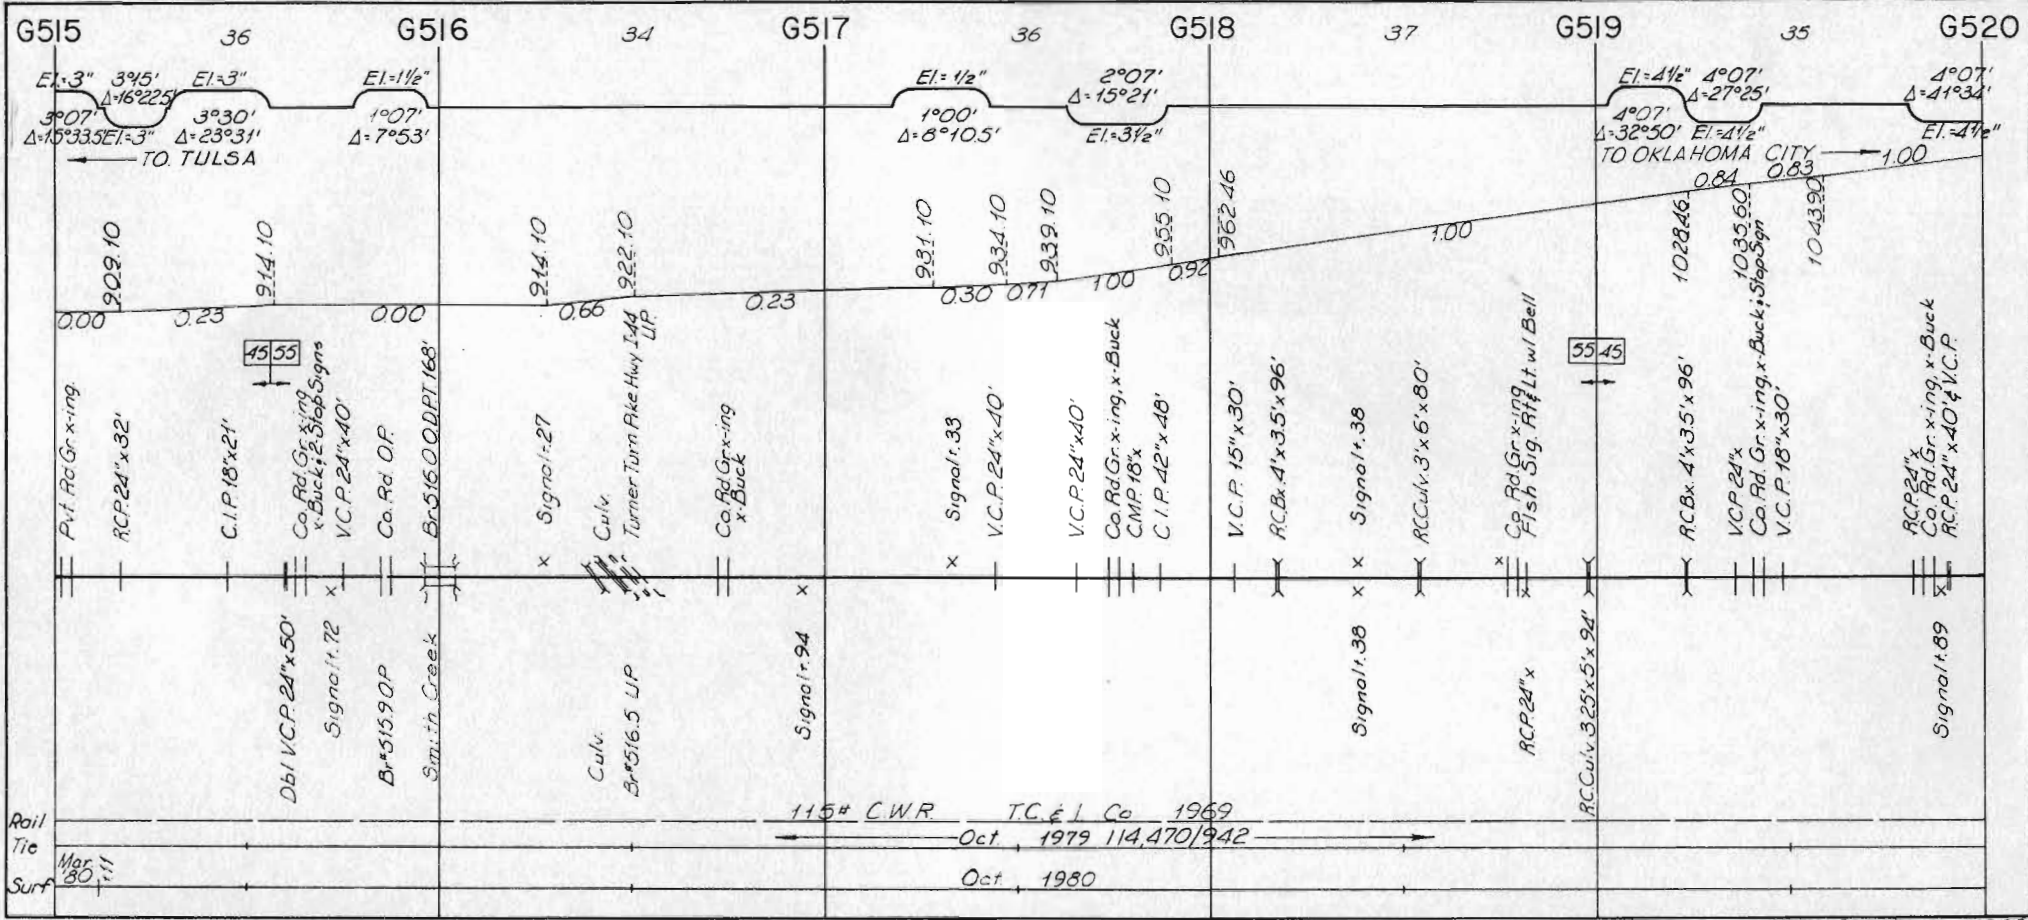 G515 36 G516 34 G517 36 G518 37 G519 35 G520
El.=3" 3°45' El.=3" El.=1½" El.= ½" 2°07' El.=4½" 4°07' 4°07'
Δ=16°22.5' Δ=15°21' Δ=27°25' Δ=41°34'
3°07' 3°30' 1°07' 1°00' 4°07'
Δ=15°33.5' El.=3" Δ=23°31' Δ=7°53' Δ=8°10.5' El.=3½" Δ=32°50' El.=4½" El.=4½"
TO TULSA
TO OKLAHOMA CITY
909.10
914.10
914.10
922.10
931.10
934.10
939.10
955.10
962.46
1028.46
1035.60
1043.90
0.00 0.23 0.00 0.66 0.23 0.30 0.71 1.00 0.92 1.00 0.84 0.83 1.00
45 55
55 45
Pvt. Rd. Gr. x-ing.
RCP. 24"x32'
C.I.P. 18"x21'
Co. Rd. Gr. x-ing
x-Buck; 2-Stop Signs
V.C.P. 24"x40'
Co. Rd. O.P.
Br. 516.0 O.D.P.T. 168'
Signal t.27
Culv.
Turner Turn Pike Hwy I-44
U.P.
Co. Rd. Gr. x-ing
x-Buck
Signal t.33
V.C.P. 24"x40'
V.C.P. 24"x40'
Co. Rd. Gr. x-ing, x-Buck
C.M.P. 18"x
C.I.P. 42"x48'
V.C.P. 15"x30'
R.C.Bx. 4'x3.5'x96'
Signal t.38
R.C.Culv. 3'x6'x80'
Co. Rd. Gr. x-ing
Flash Sig. Rt & Lt. w/ Bell
R.C.Bx. 4'x3.5'x96'
V.C.P. 24"x
Co. Rd. Gr. x-ing, x-Buck; Stop Sgn
V.C.P. 18"x30'
R.C.P. 24"x
Co. Rd. Gr. x-ing, x-Buck
R.C.P. 24"x40' & V.C.P.
Dbl V.C.P. 24"x50'
Signal t.72
Br#515.9 OP
Smith Creek
Culv.
Br#516.5 UP
Signal t.94
Signal t.38
RCP. 24"x
R.C.Culv. 3.25'x5'x94'
Signal t.89
Rail 115# C.W.R. T.C. & I. Co 1969
Tie Oct. 1979 114,470/942
Mar.
'80
Surf Oct. 1980